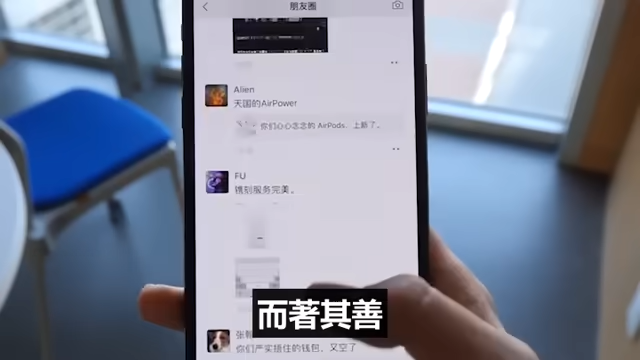 朋友圈
Alien
天国的AirPower
你们心心念念的 AirPods，上新了。
FU
镌刻服务完美。
而著其善
你们严实捂住的钱包，又空了